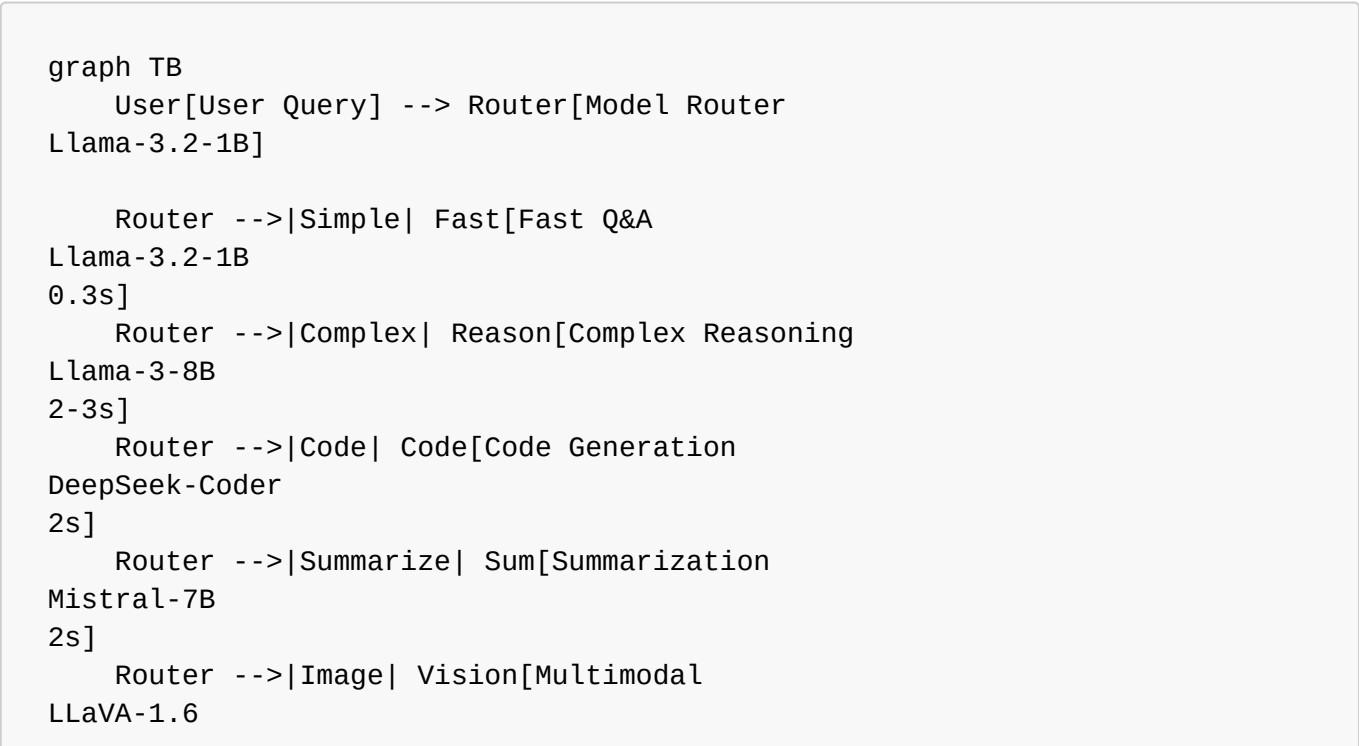 graph TB
    User[User Query] --> Router[Model Router
Llama-3.2-1B]

    Router -->|Simple| Fast[Fast Q&A
Llama-3.2-1B
0.3s]
    Router -->|Complex| Reason[Complex Reasoning
Llama-3-8B
2-3s]
    Router -->|Code| Code[Code Generation
DeepSeek-Coder
2s]
    Router -->|Summarize| Sum[Summarization
Mistral-7B
2s]
    Router -->|Image| Vision[Multimodal
LLaVA-1.6